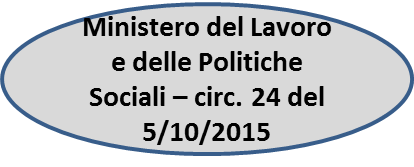 Ministero del Lavoro
e delle Politiche
Sociali – circ. 24 del
5/10/2015